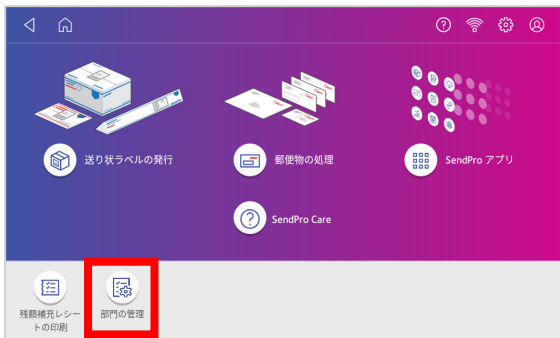 送り状ラベルの発行
郵便物の処理
SendPro アプリ
SendPro Care
残額補充レシー
トの印刷
部門の管理